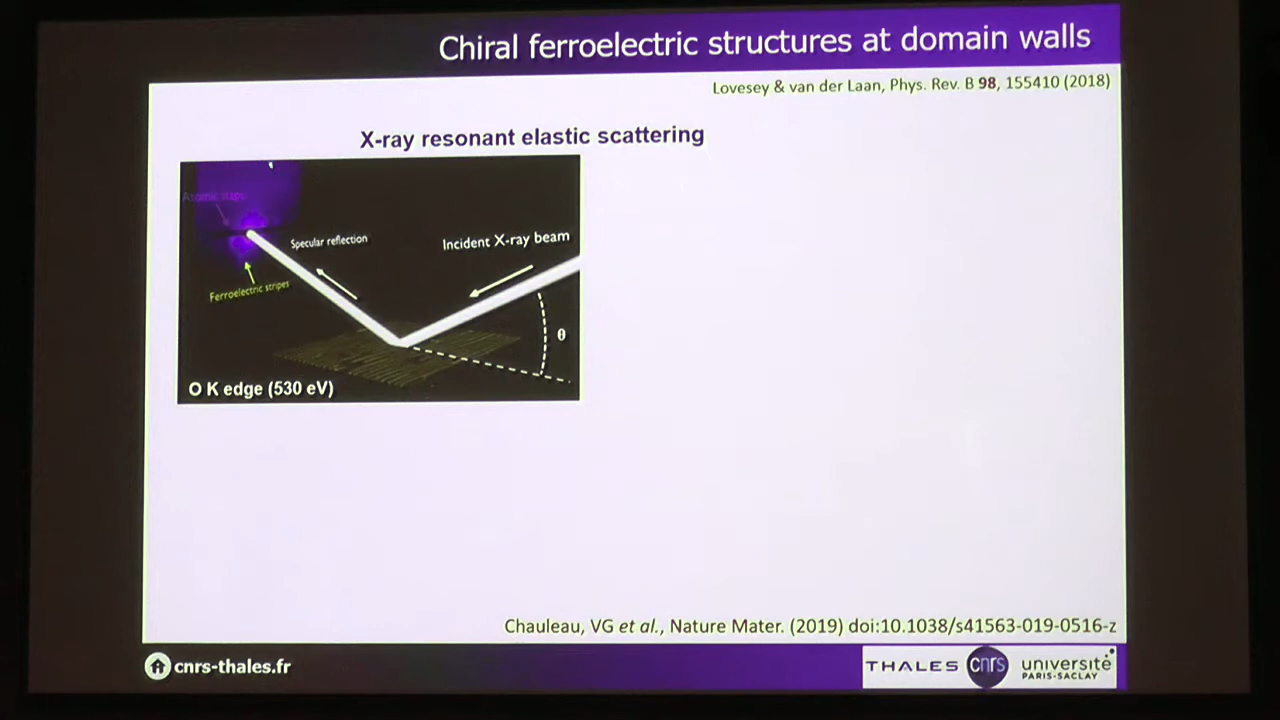 Chiral ferroelectric structures at domain walls
Lovesey & van der Laan, Phys. Rev. B 98, 155410 (2018)
X-ray resonant elastic scattering
Atomic steps
Specular reflection
Incident X-ray beam
Ferroelectric stripes
θ
O K edge (530 eV)
Chauleau, VG et al., Nature Mater. (2019) doi:10.1038/s41563-019-0516-z
cnrs-thales.fr
THALES
cnrs
université
PARIS-SACLAY